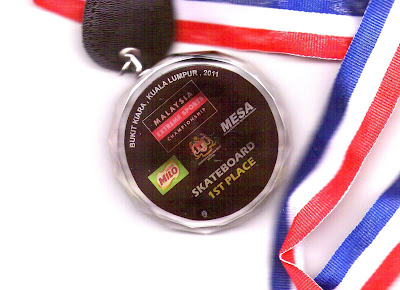 BUKIT KIARA . KUALA LUMPUR . 2011
MALAYSIA
EXTREME SPORTS
CHAMPIONSHIP
MESA
MILO
SKATEBOARD
1ST PLACE